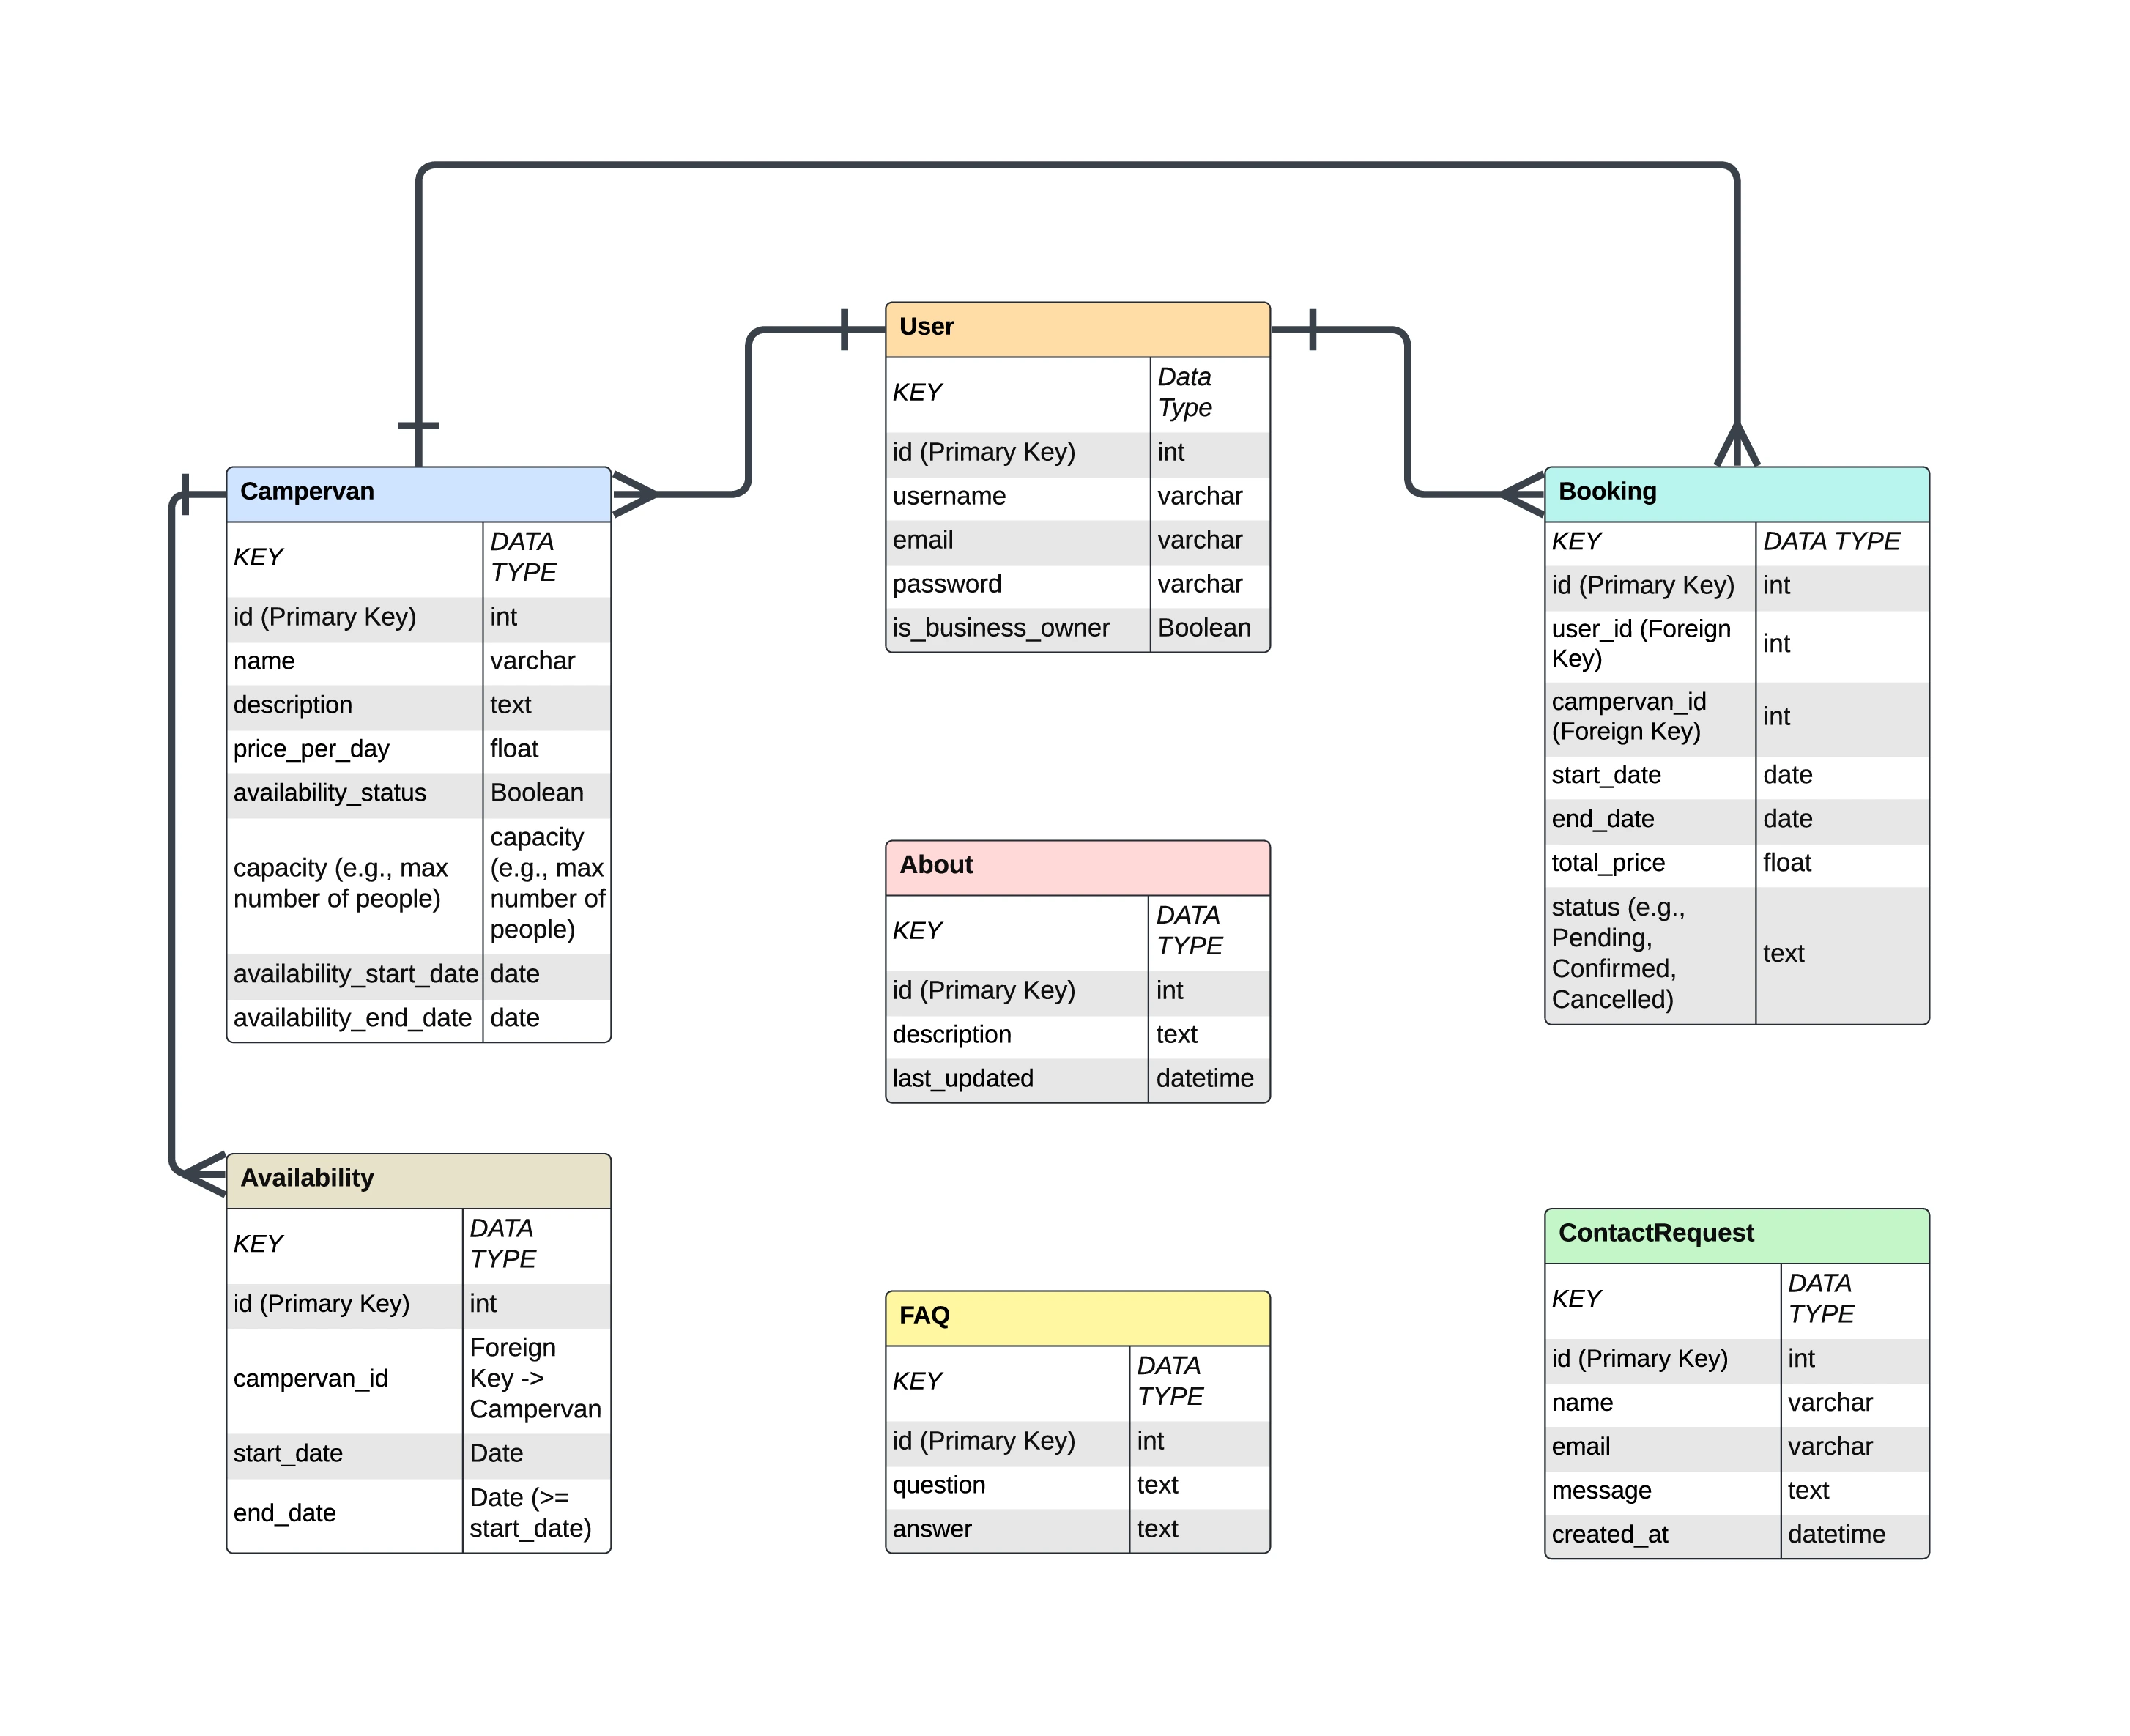 User
KEY
Data
Type
id (Primary Key)
int
username
varchar
email
varchar
password
varchar
is_business_owner
Boolean
Campervan
KEY
DATA
TYPE
id (Primary Key)
int
name
varchar
description
text
price_per_day
float
availability_status
Boolean
capacity (e.g., max
number of people)
capacity
(e.g., max
number of
people)
availability_start_date
date
availability_end_date
date
Booking
KEY
DATA TYPE
id (Primary Key)
int
user_id (Foreign
Key)
int
campervan_id
(Foreign Key)
int
start_date
date
end_date
date
total_price
float
status (e.g.,
Pending,
Confirmed,
Cancelled)
text
About
KEY
DATA
TYPE
id (Primary Key)
int
description
text
last_updated
datetime
Availability
KEY
DATA
TYPE
id (Primary Key)
int
campervan_id
Foreign
Key ->
Campervan
start_date
Date
end_date
Date (>=
start_date)
FAQ
KEY
DATA
TYPE
id (Primary Key)
int
question
text
answer
text
ContactRequest
KEY
DATA
TYPE
id (Primary Key)
int
name
varchar
email
varchar
message
text
created_at
datetime